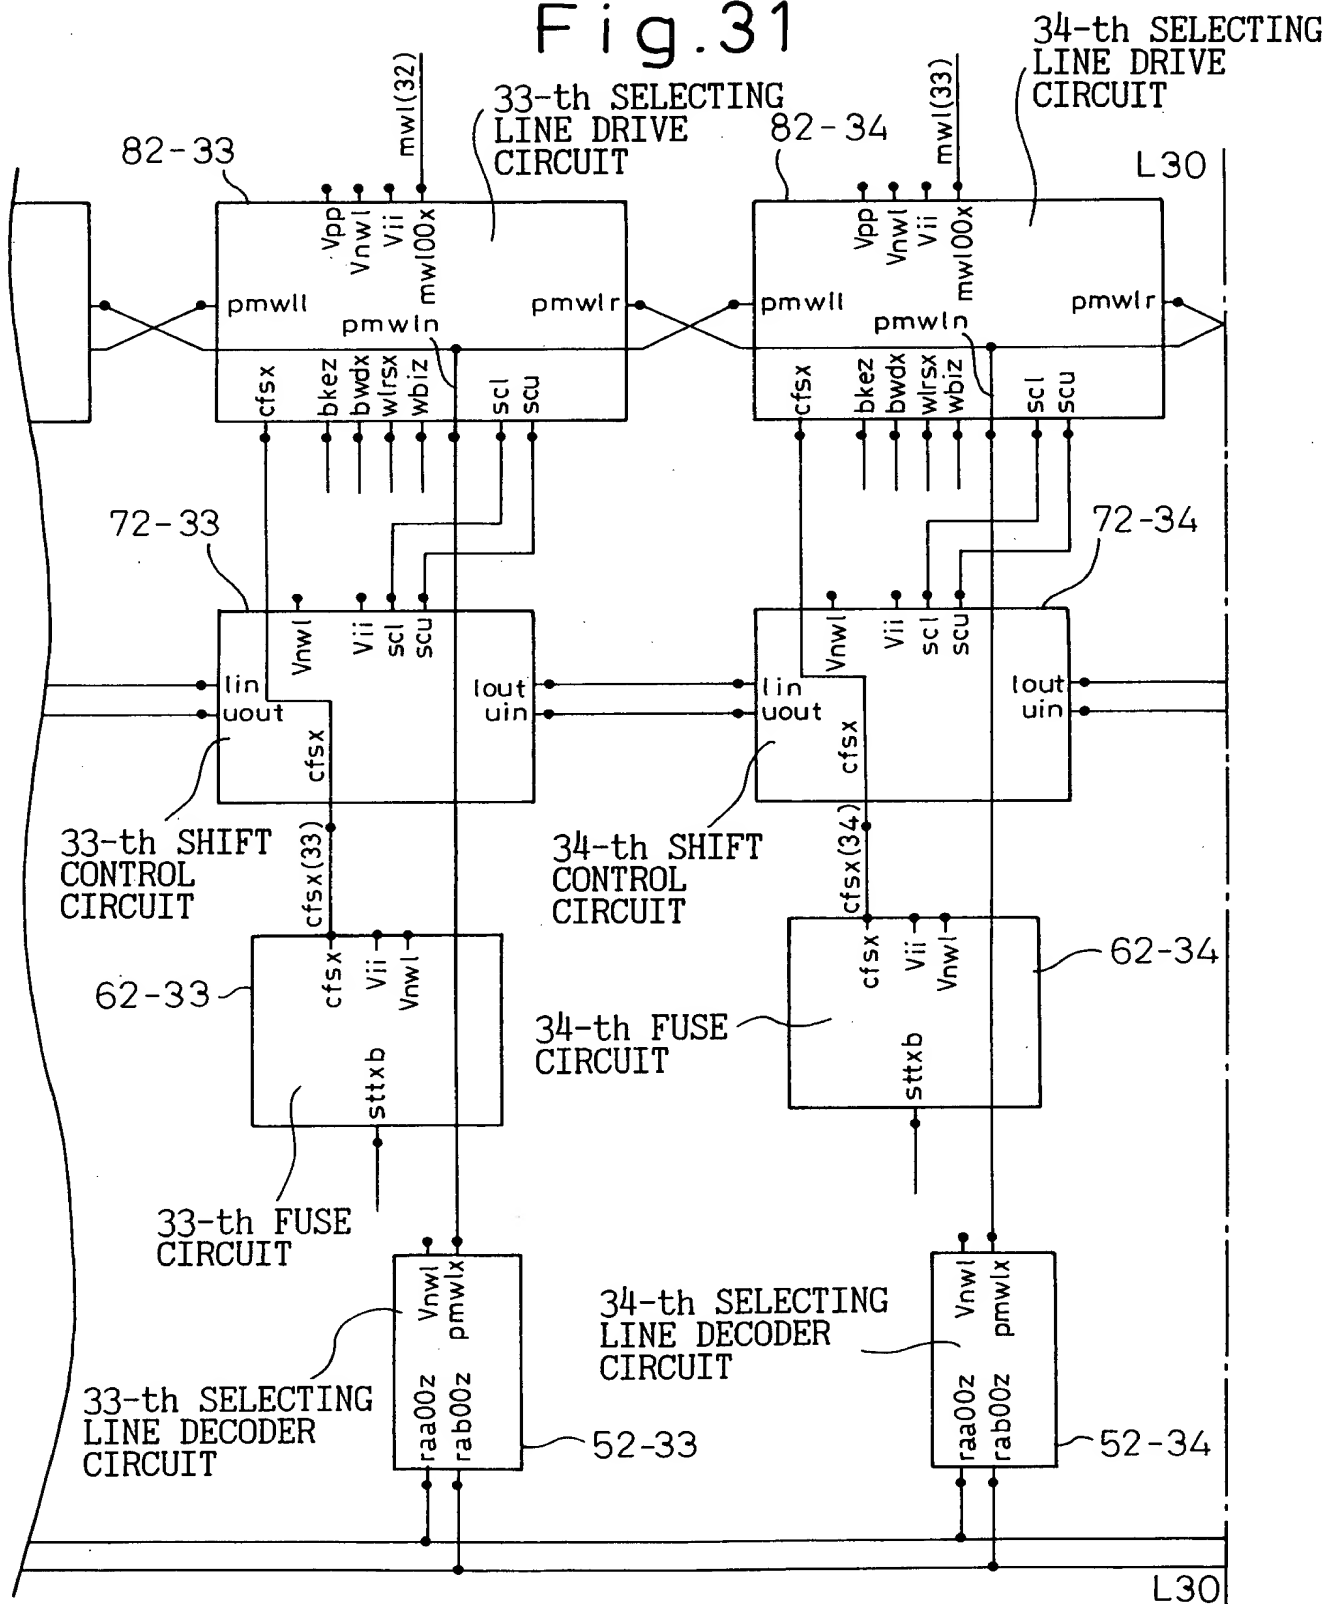 Fig.31
mwl(32)
33-th SELECTING
LINE DRIVE
CIRCUIT
82-33
mwl(33)
34-th SELECTING
LINE DRIVE
CIRCUIT
82-34
L30
Vpp
Vnwl
Vii
mwl00x
pmwll
pmwlr
pmwln
cfsx
bkez
bwdx
wlrsx
wbiz
scl
scu
Vpp
Vnwl
Vii
mwl00x
pmwll
pmwlr
pmwln
cfsx
bkez
bwdx
wlrsx
wbiz
scl
scu
72-33
Vnwl
Vii
scl
scu
lin
uout
lout
uin
cfsx
72-34
Vnwl
Vii
scl
scu
lin
uout
lout
uin
cfsx
33-th SHIFT
CONTROL
CIRCUIT
cfsx(33)
34-th SHIFT
CONTROL
CIRCUIT
cfsx(34)
62-33
cfsx
Vii
Vnwl
sttxb
33-th FUSE
CIRCUIT
62-34
cfsx
Vii
Vnwl
sttxb
34-th FUSE
CIRCUIT
Vnwl
pmwlx
raa00z
rab00z
33-th SELECTING
LINE DECODER
CIRCUIT
52-33
34-th SELECTING
LINE DECODER
CIRCUIT
Vnwl
pmwlx
raa00z
rab00z
52-34
L30